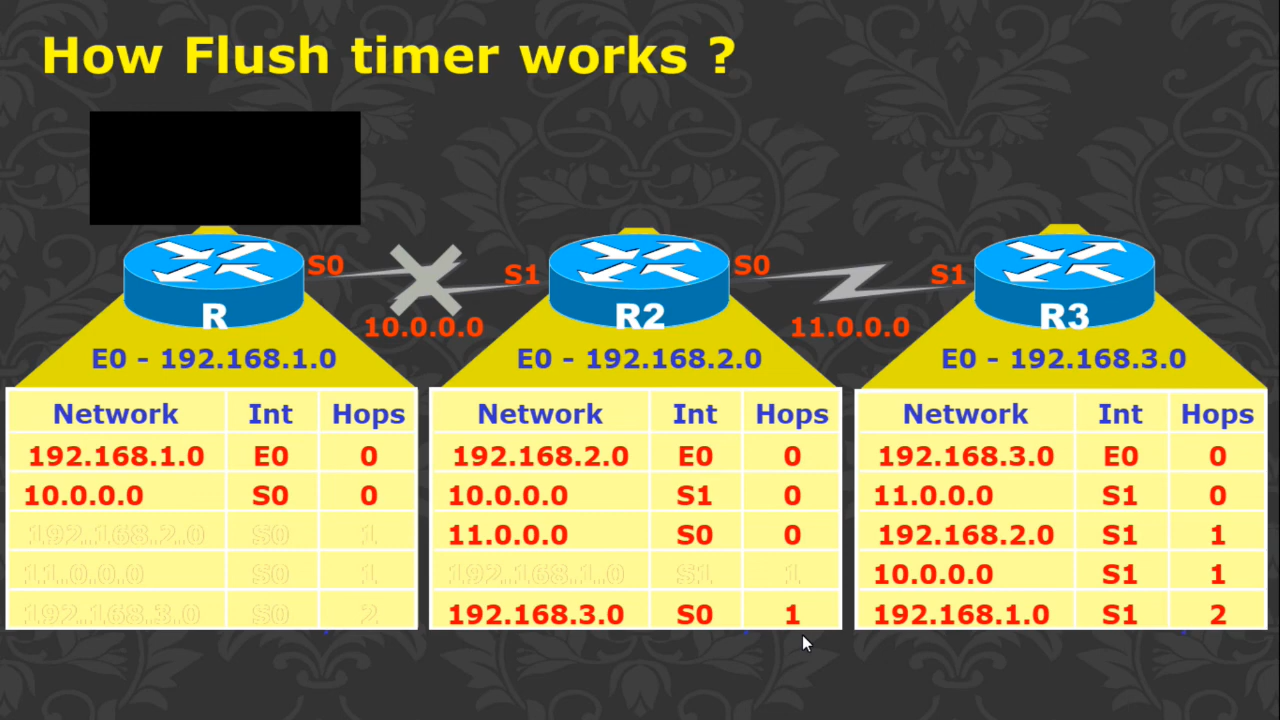 How Flush timer works ?
S0
S1
S0
S1
R
R2
R3
10.0.0.0
11.0.0.0
E0 - 192.168.1.0
E0 - 192.168.2.0
E0 - 192.168.3.0
Network Int Hops
192.168.1.0 E0 0
10.0.0.0 S0 0
192.168.2.0 S0 1
11.0.0.0 S0 1
192.168.3.0 S0 2
Network Int Hops
192.168.2.0 E0 0
10.0.0.0 S1 0
11.0.0.0 S0 0
192.168.1.0 S1 1
192.168.3.0 S0 1
Network Int Hops
192.168.3.0 E0 0
11.0.0.0 S1 0
192.168.2.0 S1 1
10.0.0.0 S1 1
192.168.1.0 S1 2